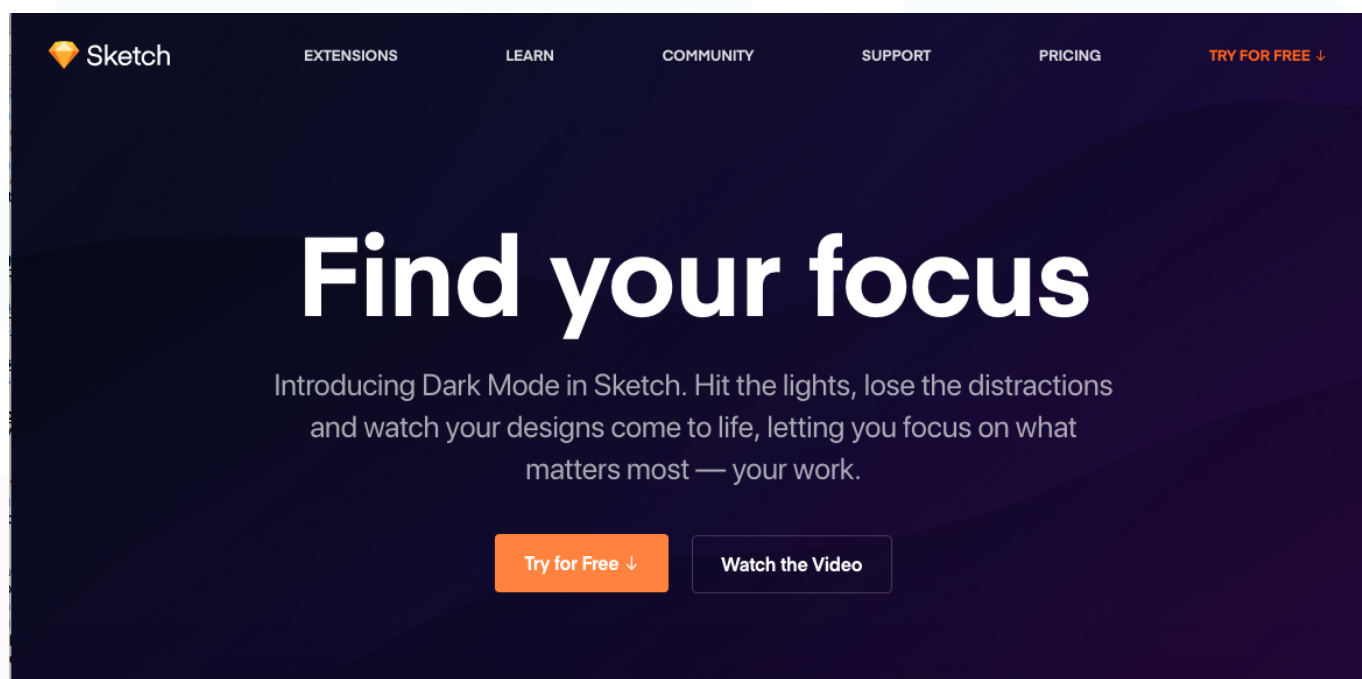 Sketch
EXTENSIONS
LEARN
COMMUNITY
SUPPORT
PRICING
TRY FOR FREE ↓
Find your focus
Introducing Dark Mode in Sketch. Hit the lights, lose the distractions
and watch your designs come to life, letting you focus on what
matters most — your work.
Try for Free ↓
Watch the Video